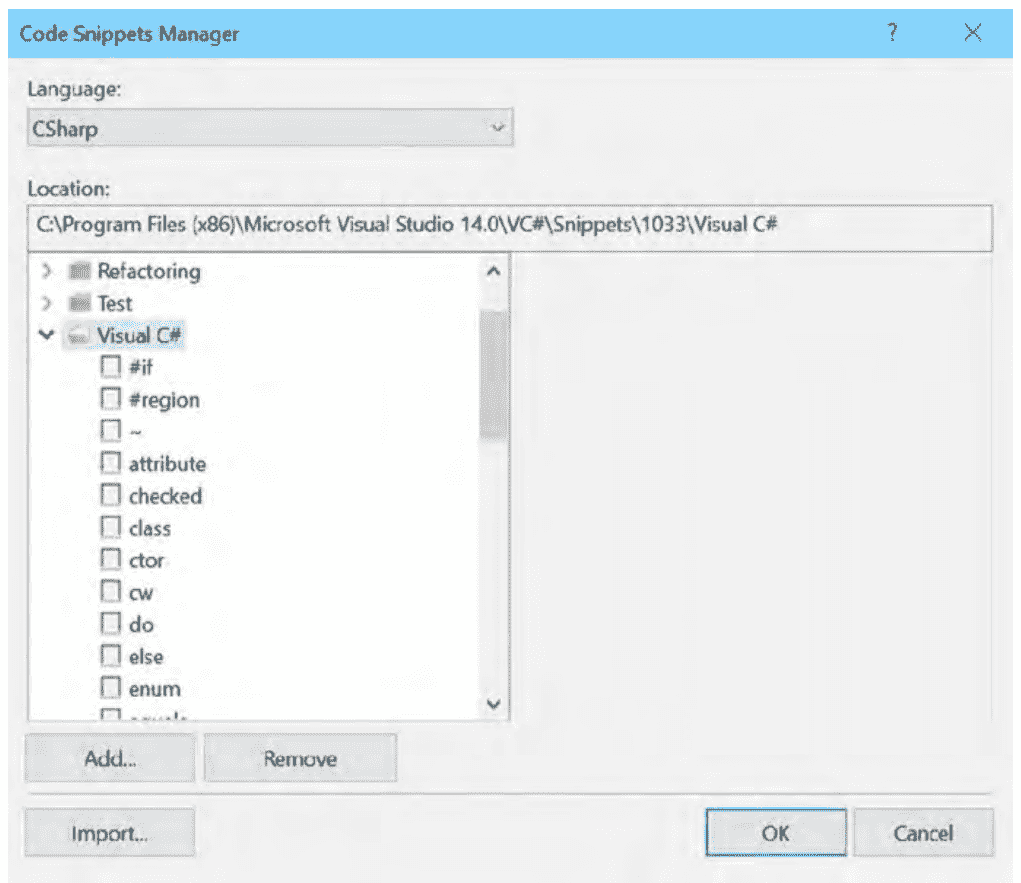 Code Snippets Manager ?
Language:
CSharp
Location:
C:\Program Files (x86)\Microsoft Visual Studio 14.0\VC#\Snippets\1033\Visual C#
Refactoring
Test
Visual C#
#if
#region
~
attribute
checked
class
ctor
cw
do
else
enum
Add... Remove
Import... OK Cancel